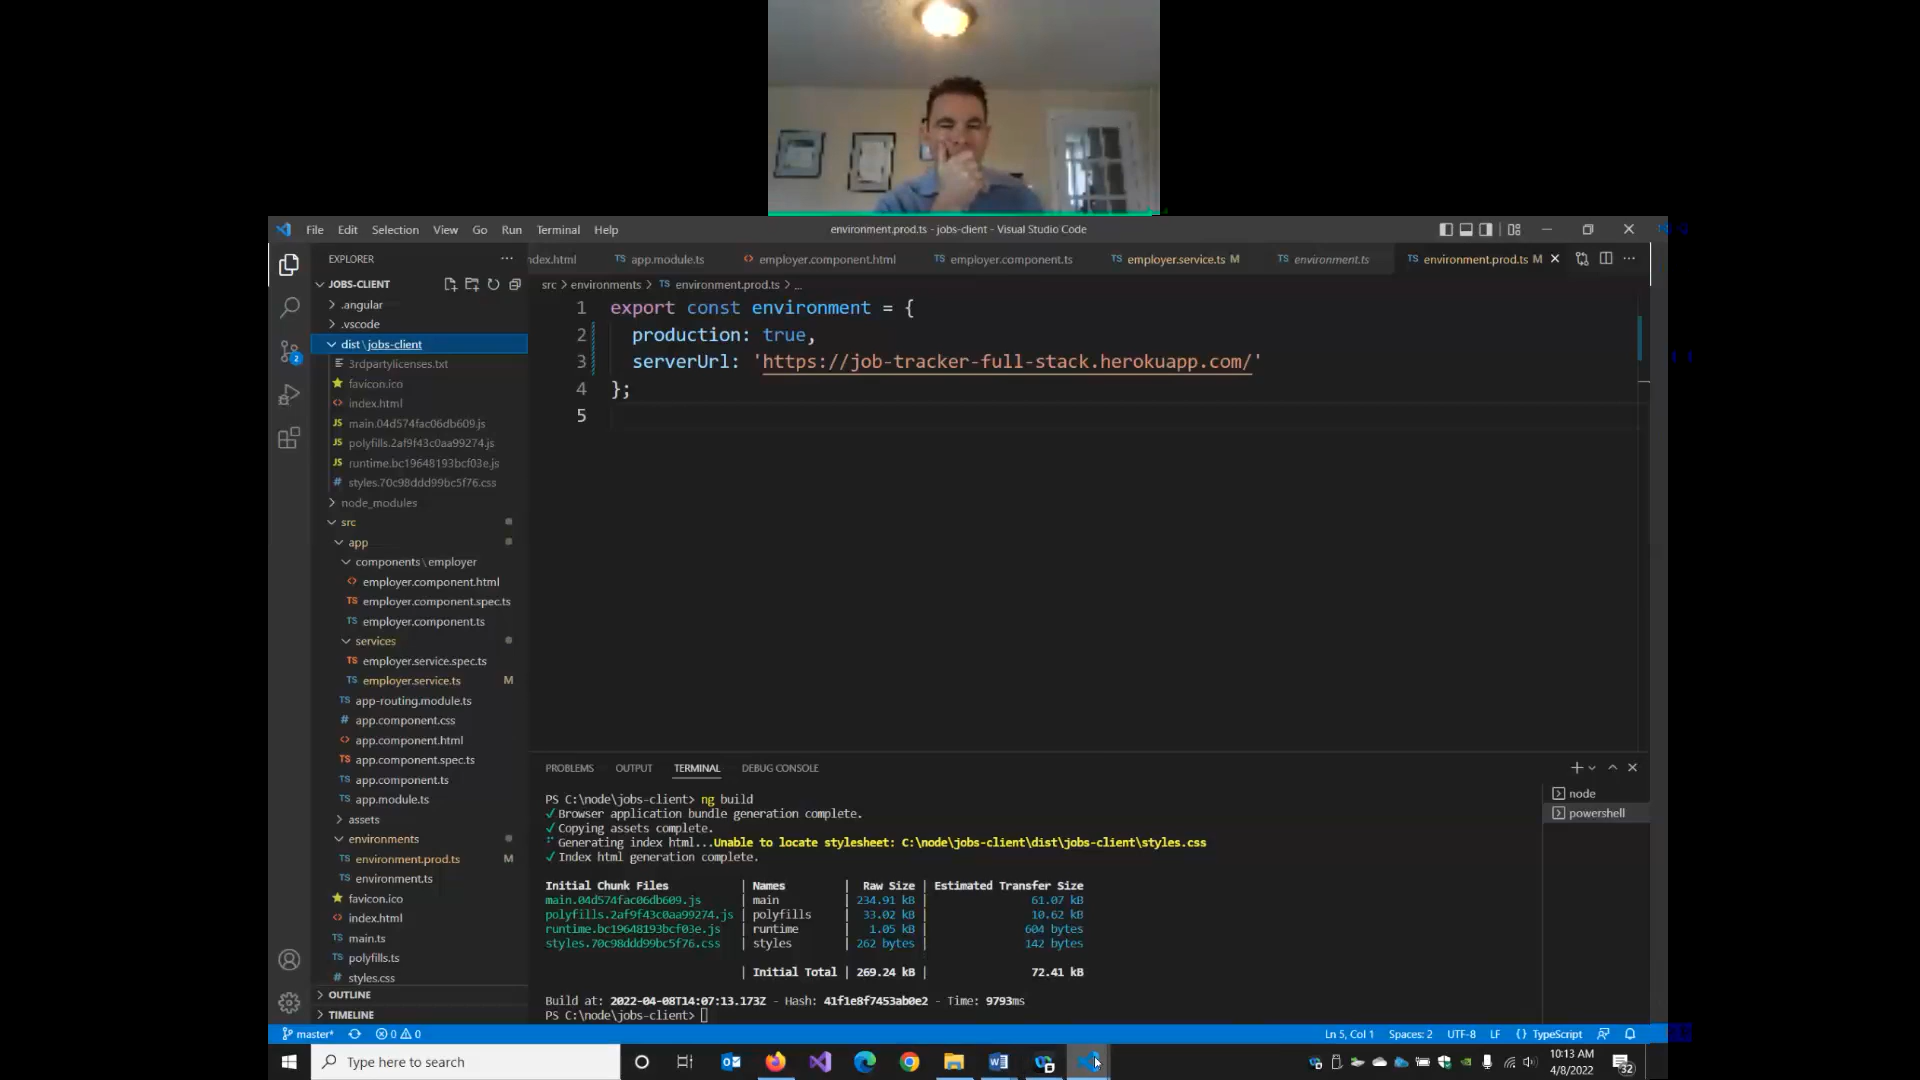 File Edit Selection View Go Run Terminal Help
environment.prod.ts - jobs-client - Visual Studio Code
EXPLORER
ndex.html
app.module.ts
employer.component.html
employer.component.ts
employer.service.ts M
environment.ts
environment.prod.ts M
JOBS-CLIENT
src > environments > TS environment.prod.ts > ...
.angular
.vscode
dist\jobs-client
3rdpartylicenses.txt
favicon.ico
index.html
main.04d574fac06db609.js
polyfills.2af9f43c0aa99274.js
runtime.bc19648193bcf03e.js
styles.70c98ddd99bc5f76.css
node_modules
src
app
components\employer
employer.component.html
employer.component.spec.ts
employer.component.ts
services
employer.service.spec.ts
employer.service.ts M
app-routing.module.ts
app.component.css
app.component.html
app.component.spec.ts
app.component.ts
app.module.ts
assets
environments
environment.prod.ts M
environment.ts
favicon.ico
index.html
main.ts
polyfills.ts
styles.css
OUTLINE
TIMELINE
1 export const environment = {
2 production: true,
3 serverUrl: 'https://job-tracker-full-stack.herokuapp.com/'
4 };
5
PROBLEMS OUTPUT TERMINAL DEBUG CONSOLE
node
powershell
PS C:\node\jobs-client> ng build
✓ Browser application bundle generation complete.
✓ Copying assets complete.
Generating index html...Unable to locate stylesheet: C:\node\jobs-client\dist\jobs-client\styles.css
✓ Index html generation complete.
Initial Chunk Files | Names | Raw Size | Estimated Transfer Size
main.04d574fac06db609.js | main | 234.91 kB | 61.07 kB
polyfills.2af9f43c0aa99274.js | polyfills | 33.02 kB | 10.62 kB
runtime.bc19648193bcf03e.js | runtime | 1.05 kB | 604 bytes
styles.70c98ddd99bc5f76.css | styles | 262 bytes | 142 bytes
| Initial Total | 269.24 kB | 72.41 kB
Build at: 2022-04-08T14:07:13.173Z - Hash: 41f1e8f7453ab0e2 - Time: 9793ms
PS C:\node\jobs-client>
master* 0 0 Ln 5, Col 1 Spaces: 2 UTF-8 LF {} TypeScript
Type here to search
10:13 AM
4/8/2022
32